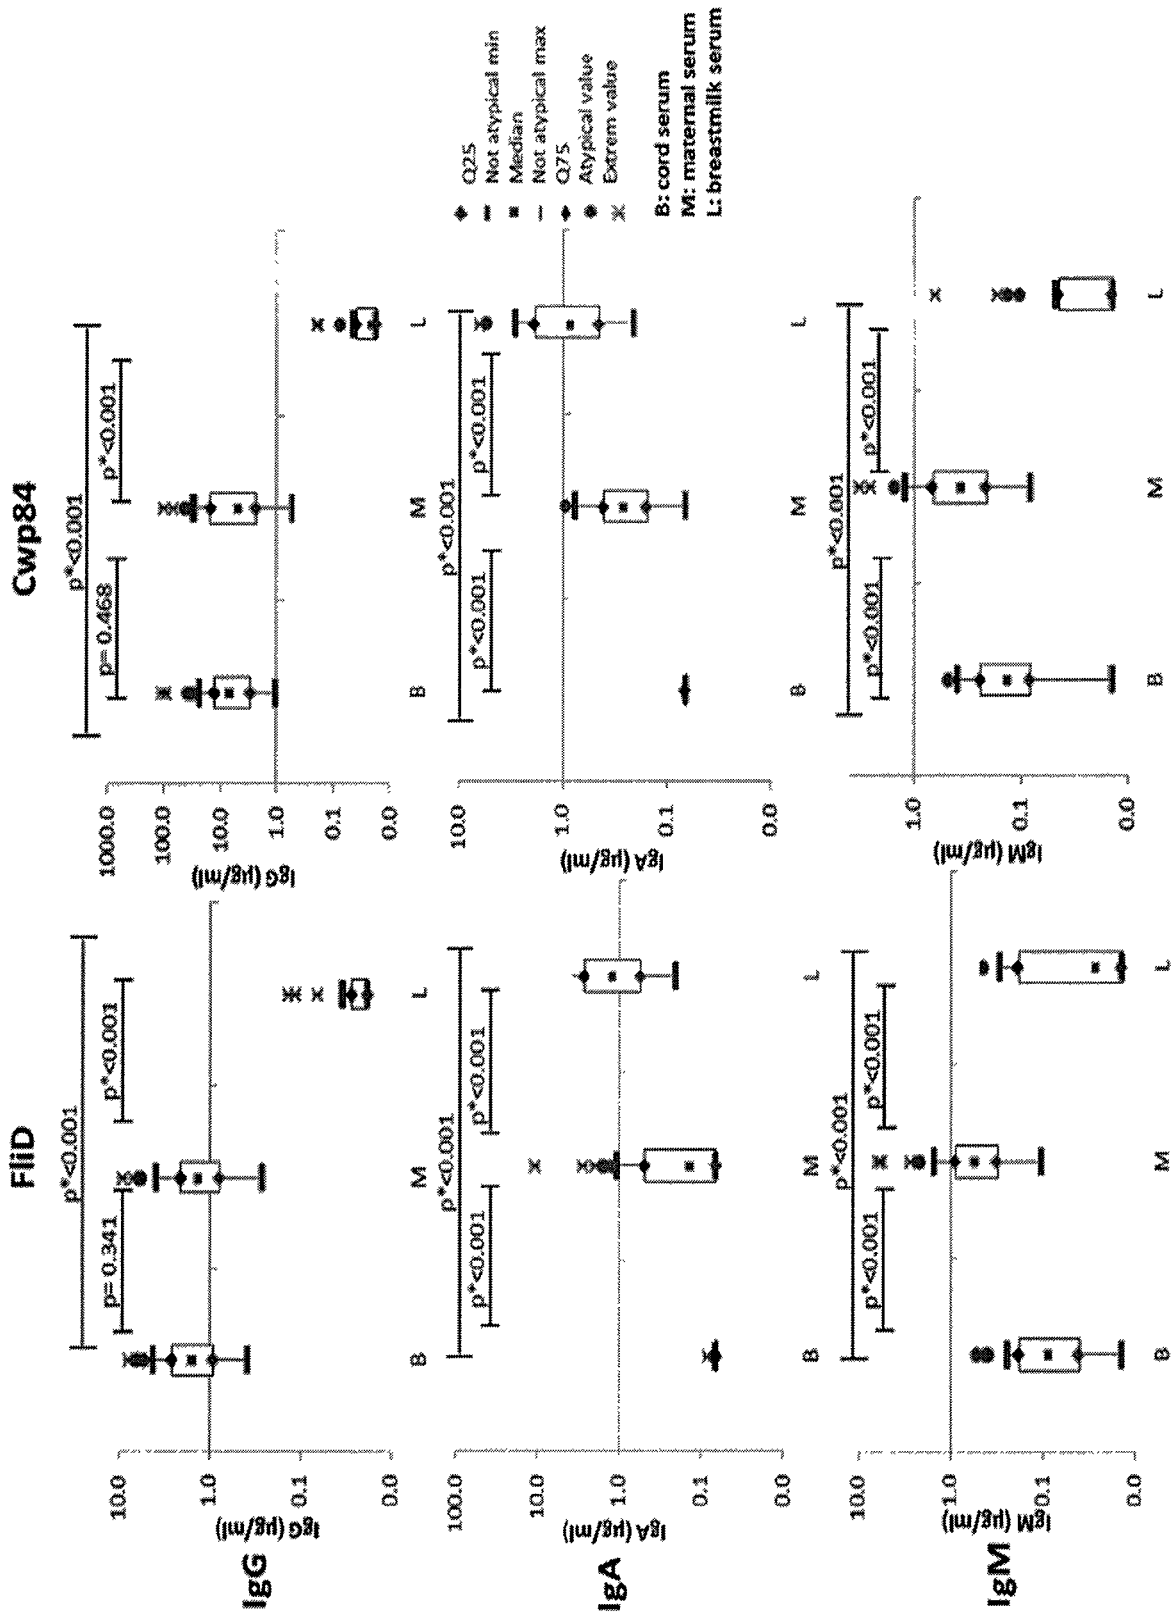 FliD
Cwp84
IgG
p*<0.001
p= 0.341
p*<0.001
10.0
1.0
0.1
0.0
IgG (µg/ml)
B
M
L
p*<0.001
p= 0.468
p*<0.001
1000.0
100.0
10.0
1.0
0.1
0.0
IgG (µg/ml)
B
M
L
IgA
p*<0.001
p*<0.001
p*<0.001
100.0
10.0
1.0
0.1
0.0
IgA (µg/ml)
B
M
L
p*<0.001
p*<0.001
p*<0.001
10.0
1.0
0.1
0.0
IgA (µg/ml)
B
M
L
Q25
Not atypical min
Median
Not atypical max
Q75
Atypical value
Extrem value
B: cord serum
M: maternal serum
L: breastmilk serum
IgM
p*<0.001
p*<0.001
p*<0.001
10.0
1.0
0.1
0.0
IgM (µg/ml)
B
M
L
p*<0.001
p*<0.001
p*<0.001
1.0
0.1
0.0
IgM (µg/ml)
B
M
L